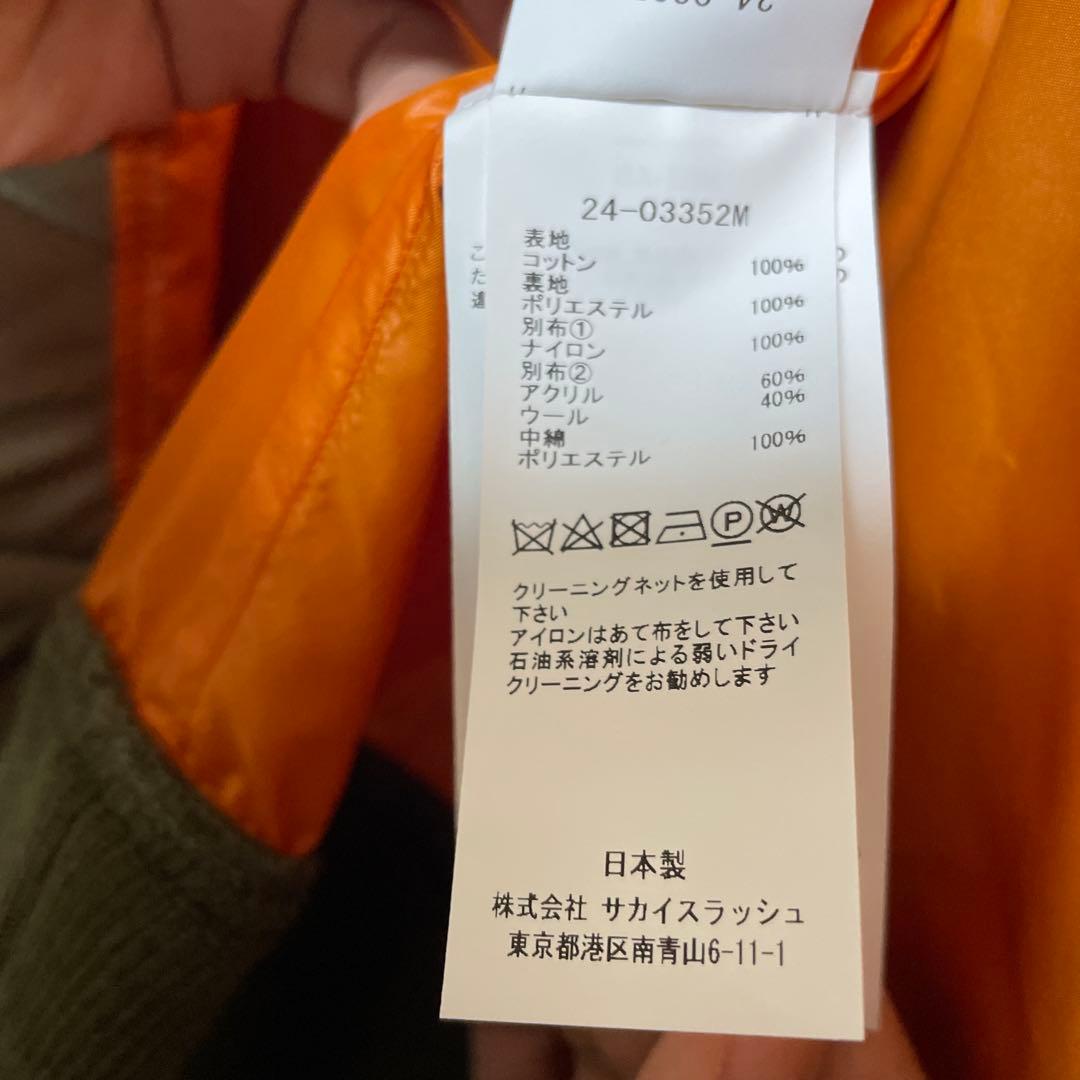 24-03352M
表地
コットン 100%
裏地
ポリエステル 100%
別布①
ナイロン 100%
別布②
アクリル 60%
ウール 40%
中綿
ポリエステル 100%
P W
クリーニングネットを使用して
下さい
アイロンはあて布をして下さい
石油系溶剤による弱いドライ
クリーニングをお勧めします
日本製
株式会社 サカイスラッシュ
東京都港区南青山6-11-1
こ
た